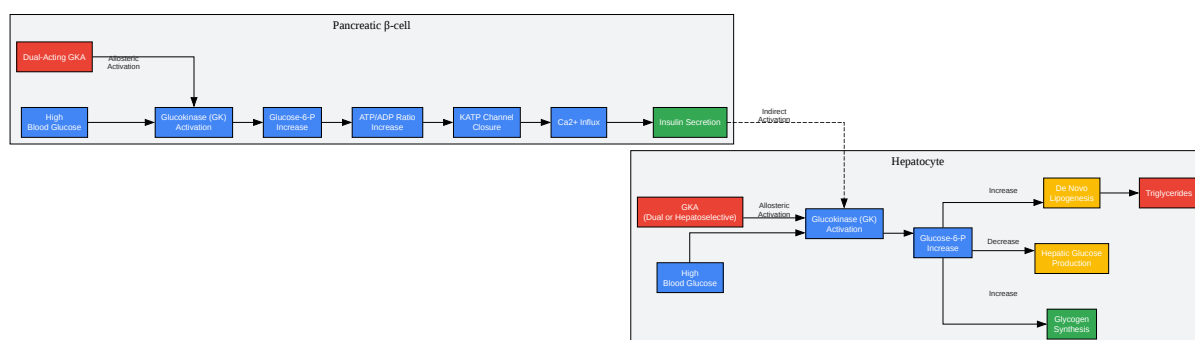 Pancreatic β-cell
Dual-Acting GKA
Allosteric
Activation
High
Blood Glucose
Glucokinase (GK)
Activation
Glucose-6-P
Increase
ATP/ADP Ratio
Increase
KATP Channel
Closure
Ca2+ Influx
Insulin Secretion
Indirect
Activation
Hepatocyte
GKA
(Dual or Hepatoselective)
Allosteric
Activation
High
Blood Glucose
Glucokinase (GK)
Activation
Glucose-6-P
Increase
Increase
De Novo
Lipogenesis
Triglycerides
Decrease
Hepatic Glucose
Production
Increase
Glycogen
Synthesis